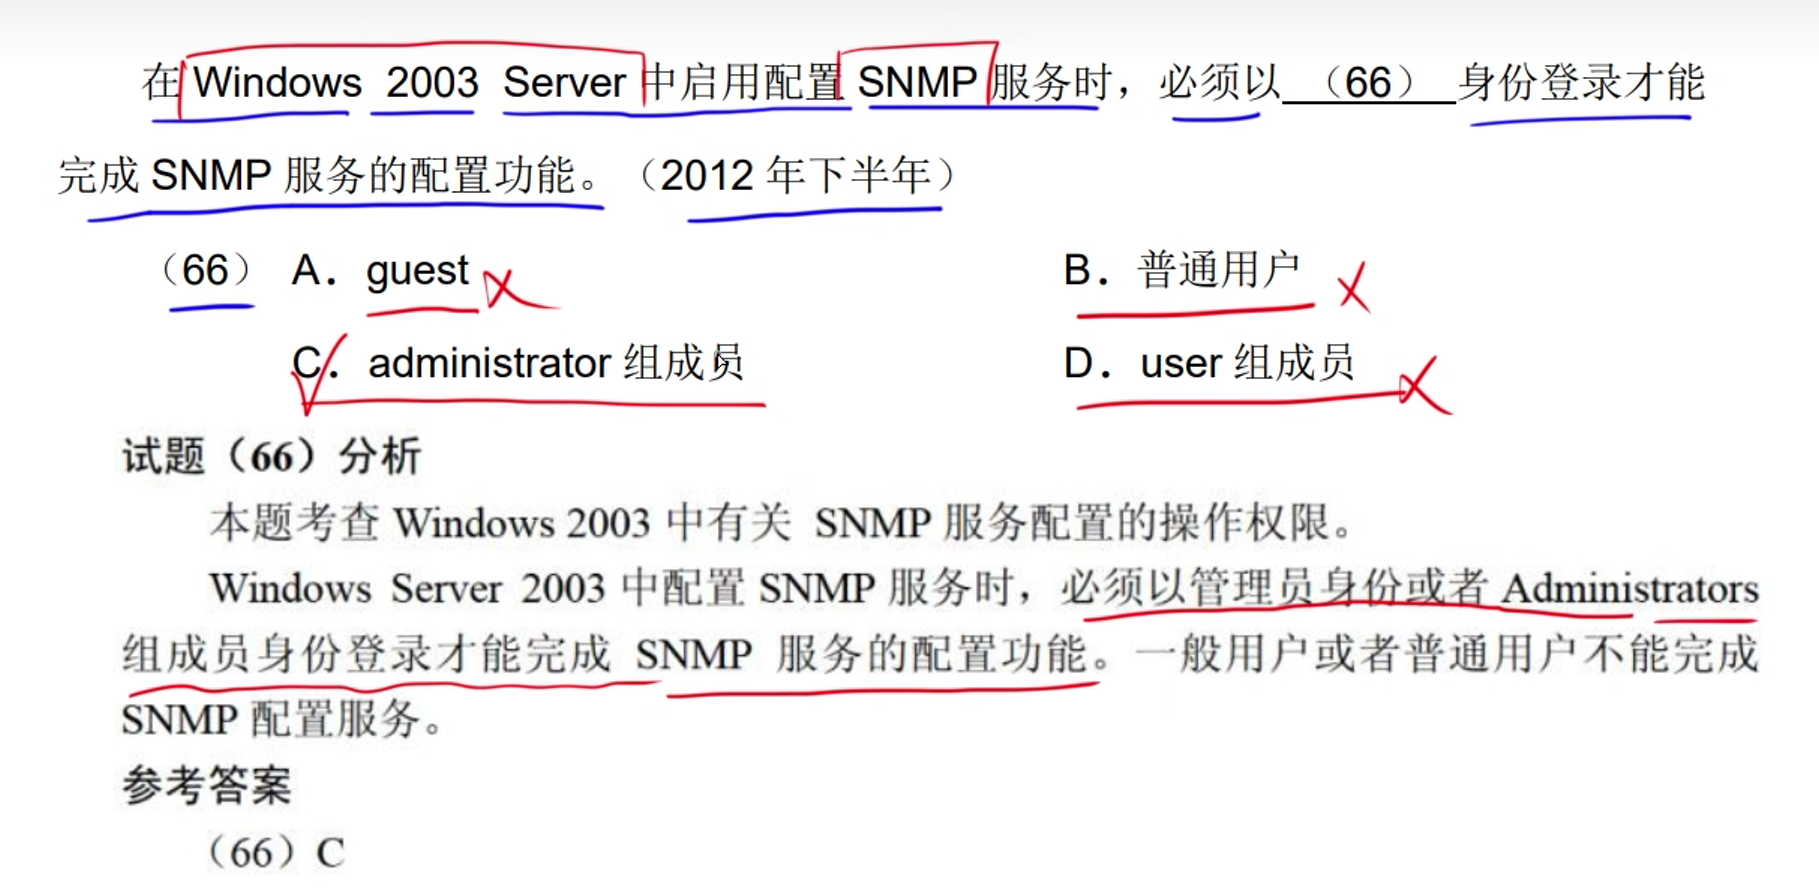 在 Windows 2003 Server 中启用配置 SNMP 服务时，必须以 （66） 身份登录才能
完成 SNMP 服务的配置功能。（2012 年下半年）
（66） A．guest B．普通用户
C．administrator 组成员 D．user 组成员
试题（66）分析
本题考查 Windows 2003 中有关 SNMP 服务配置的操作权限。
Windows Server 2003 中配置 SNMP 服务时，必须以管理员身份或者 Administrators
组成员身份登录才能完成 SNMP 服务的配置功能。一般用户或者普通用户不能完成
SNMP 配置服务。
参考答案
（66）C